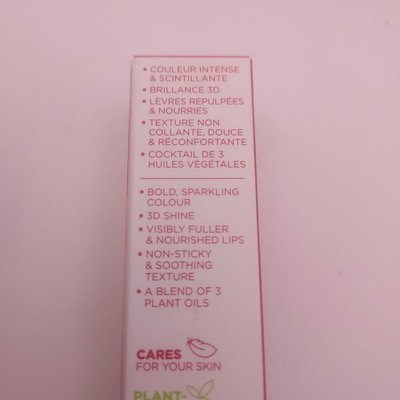 • COULEUR INTENSE
& SCINTILLANTE
• BRILLANCE 3D
• LÈVRES REPULPÉES
& NOURRIES
• TEXTURE NON
COLLANTE, DOUCE
& RÉCONFORTANTE
• COCKTAIL DE 3
HUILES VÉGÉTALES
• BOLD, SPARKLING
COLOUR
• 3D SHINE
• VISIBLY FULLER
& NOURISHED LIPS
• NON-STICKY
& SOOTHING
TEXTURE
• A BLEND OF 3
PLANT OILS
CARES
FOR YOUR SKIN
PLANT-